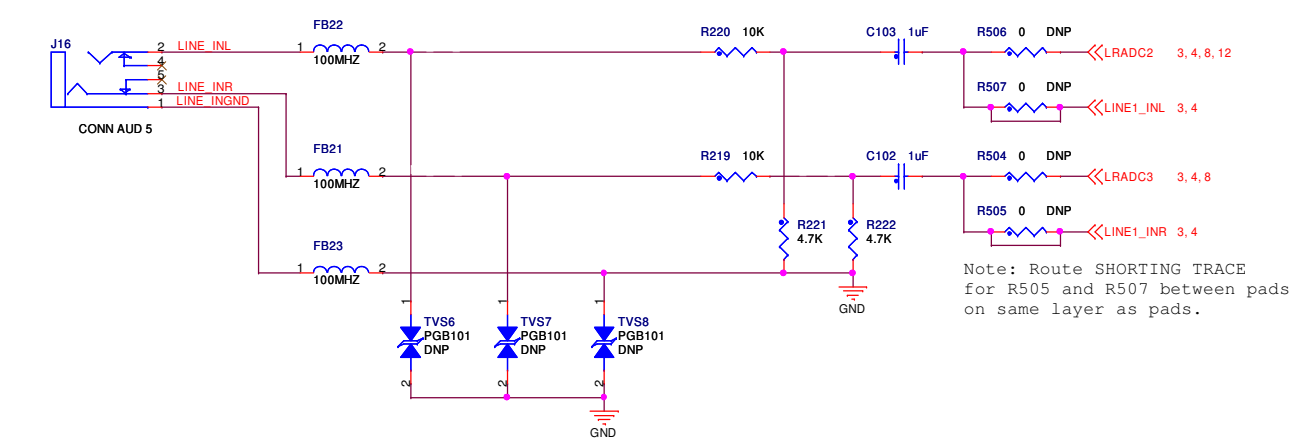 FB22
R220 10K
C103 1uF
R506 0 DNP
J16
2 LINE_INL
1 2
100MHZ
LRADC2 3, 4, 8, 12
4
5
R507 0 DNP
3 LINE_INR
1 LINE_INGND
LINE1_INL 3, 4
CONN AUD 5
FB21
R219 10K
C102 1uF
R504 0 DNP
1 2
100MHZ
LRADC3 3, 4, 8
R505 0 DNP
R221
4.7K
R222
4.7K
LINE1_INR 3, 4
FB23
1 2
100MHZ
Note: Route SHORTING TRACE
for R505 and R507 between pads
on same layer as pads.
GND
1 1 1
TVS6
PGB101
DNP
TVS7
PGB101
DNP
TVS8
PGB101
DNP
2 2 2
GND